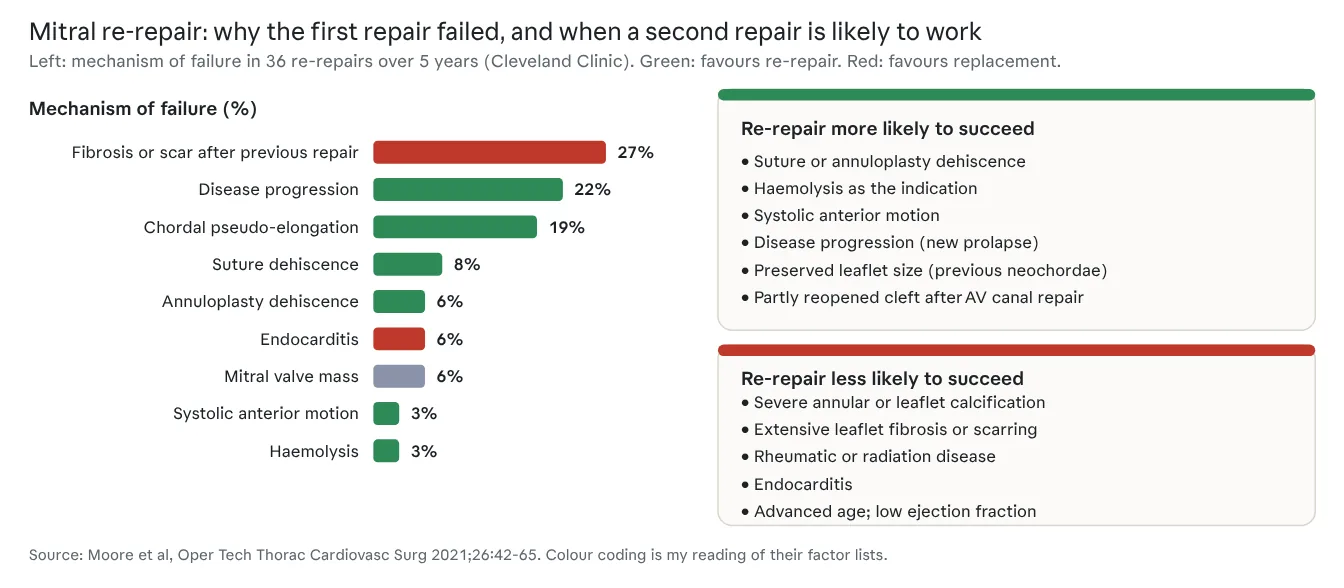 Mitral re-repair: why the first repair failed, and when a second repair is likely to work
Left: mechanism of failure in 36 re-repairs over 5 years (Cleveland Clinic). Green: favours re-repair. Red: favours replacement.
Mechanism of failure (%)
Fibrosis or scar after previous repair 27%
Disease progression 22%
Chordal pseudo-elongation 19%
Suture dehiscence 8%
Annuloplasty dehiscence 6%
Endocarditis 6%
Mitral valve mass 6%
Systolic anterior motion 3%
Haemolysis 3%
Re-repair more likely to succeed
• Suture or annuloplasty dehiscence
• Haemolysis as the indication
• Systolic anterior motion
• Disease progression (new prolapse)
• Preserved leaflet size (previous neochordae)
• Partly reopened cleft after AV canal repair
Re-repair less likely to succeed
• Severe annular or leaflet calcification
• Extensive leaflet fibrosis or scarring
• Rheumatic or radiation disease
• Endocarditis
• Advanced age; low ejection fraction
Source: Moore et al, Oper Tech Thorac Cardiovasc Surg 2021;26:42-65. Colour coding is my reading of their factor lists.